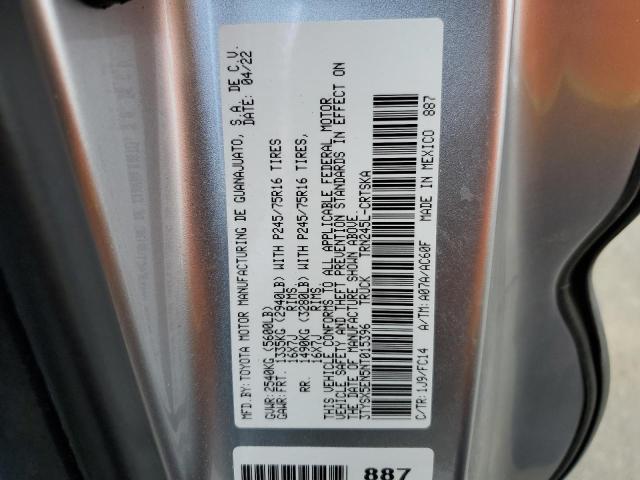 MFD.BY:TOYOTA MOTOR MANUFACTURING DE GUANAJUATO, S.A. DE C.V.
DATE: 04/22
GVWR: 2540KG (5600LB)
GAWR: FRT. 1335KG (2940LB) WITH P245/75R16 TIRES
16X7J RIMS,
RR. 1490KG (3280LB) WITH P245/75R16 TIRES,
16X7J RIMS,
THIS VEHICLE CONFORMS TO ALL APPLICABLE FEDERAL MOTOR
VEHICLE SAFETY AND THEFT PREVENTION STANDARDS IN EFFECT ON
THE DATE OF MANUFACTURE SHOWN ABOVE.
3TYSX5EN5NT015396 TRUCK TRN245L-CRTSKA
C/TR: 1J9/FC14 A/TM: A07A/AC60F MADE IN MEXICO 887
887